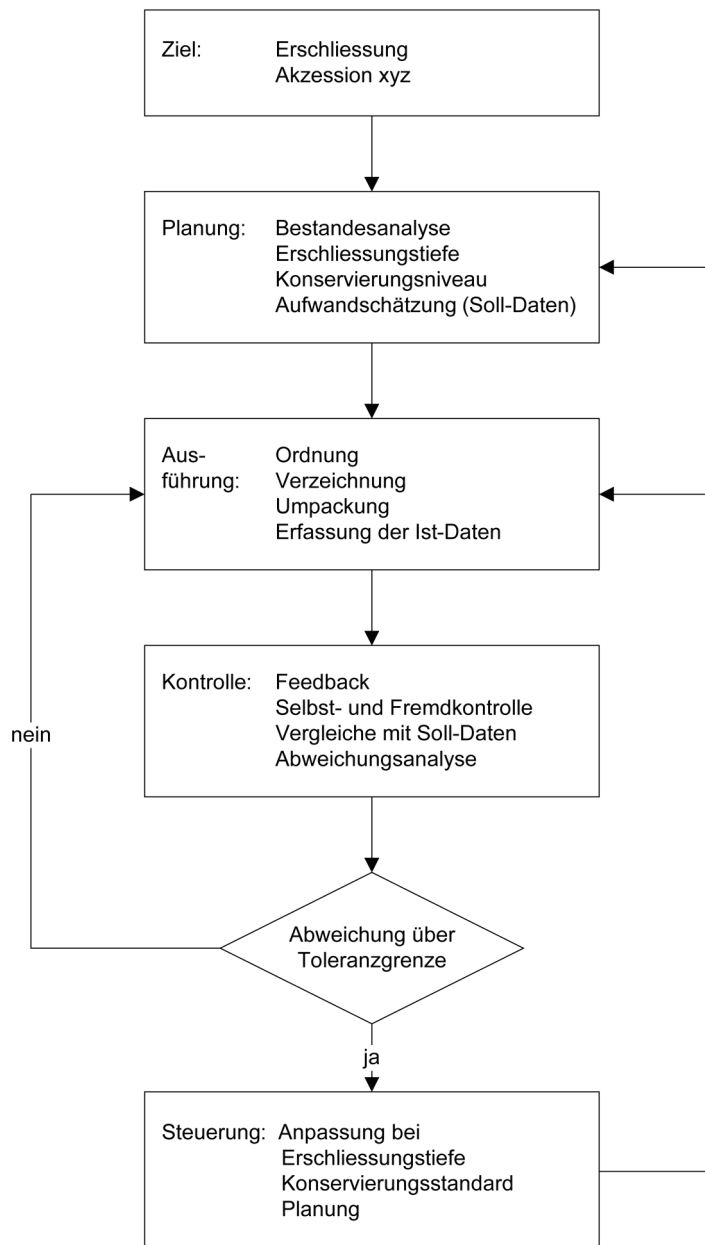 Ziel: Erschliessung
Akzession xyz
Planung: Bestandesanalyse
Erschliessungstiefe
Konservierungsniveau
Aufwandschätzung (Soll-Daten)
Aus- Ordnung
führung: Verzeichnung
Umpackung
Erfassung der Ist-Daten
Kontrolle: Feedback
Selbst- und Fremdkontrolle
nein Vergleiche mit Soll-Daten
Abweichungsanalyse
Abweichung über
Toleranzgrenze
ja
Steuerung: Anpassung bei
Erschliessungstiefe
Konservierungsstandard
Planung